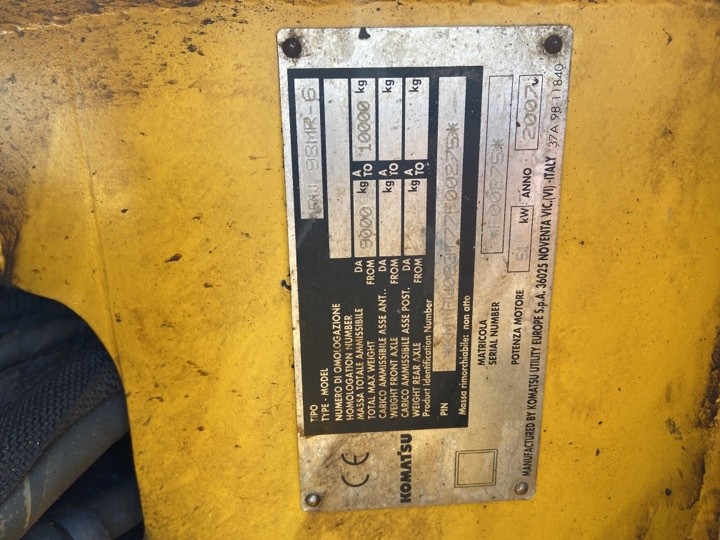 CE
KOMATSU
TIPO
TYPE - MODEL 98MR-6
NUMERO DI OMOLOGAZIONE
HOMOLOGATION NUMBER
MASSA TOTALE AMMISSIBILE DA 9000 kg A 10000 kg
TOTAL MAX WEIGHT FROM TO
CARICO AMMISSIBILE ASSE ANT.. DA kg A kg
WEIGHT FRONT AXLE FROM TO
CARICO AMMISSIBILE ASSE POST. DA kg A kg
WEIGHT REAR AXLE FROM TO
Product Identification Number
PIN
Massa rimorchiabile: non atto
MATRICOLA
SERIAL NUMBER
POTENZA MOTORE 51 kW ANNO 2007
MANUFACTURED BY KOMATSU UTILITY EUROPE S.p.A. 36025 NOVENTA VIC.(VI) -ITALY 37A-98-11840